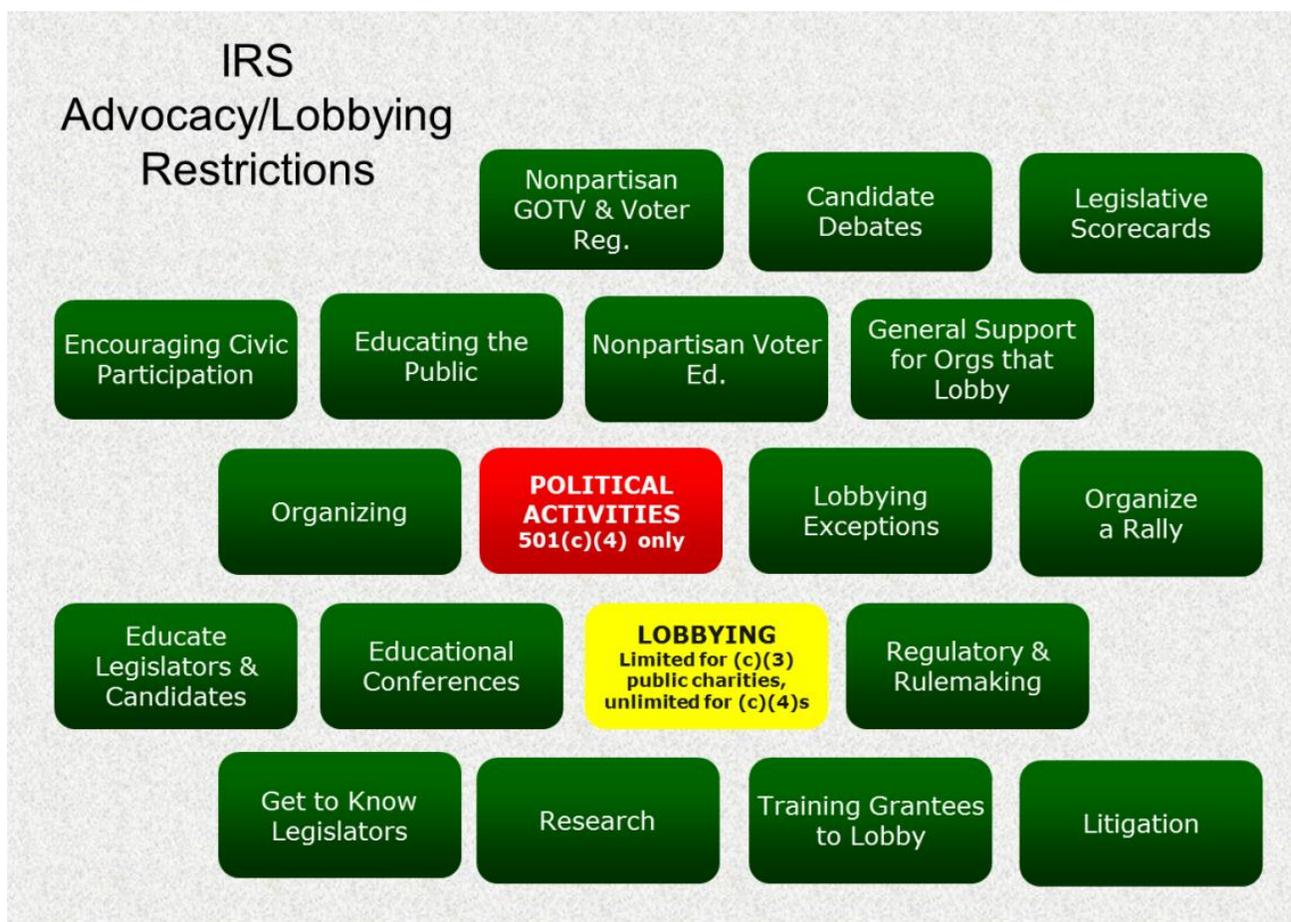 IRS
Advocacy/Lobbying
Restrictions
Nonpartisan
GOTV & Voter
Reg.
Candidate
Debates
Legislative
Scorecards
Encouraging Civic
Participation
Educating the
Public
Nonpartisan Voter
Ed.
General Support
for Orgs that
Lobby
Organizing
POLITICAL
ACTIVITIES
501(c)(4) only
Lobbying
Exceptions
Organize
a Rally
Educate
Legislators &
Candidates
Educational
Conferences
LOBBYING
Limited for (c)(3)
public charities,
unlimited for (c)(4)s
Regulatory &
Rulemaking
Get to Know
Legislators
Research
Training Grantees
to Lobby
Litigation